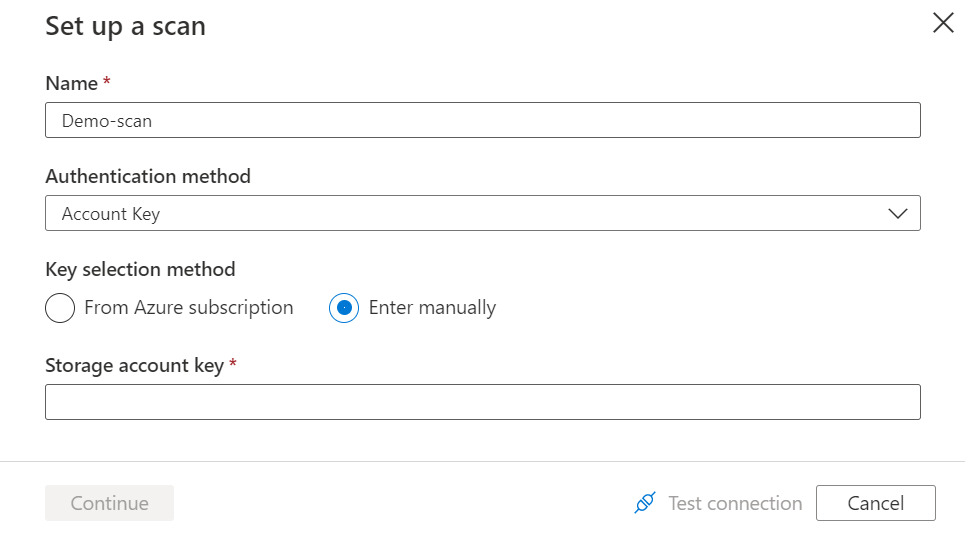 Set up a scan
Name *
Demo-scan
Authentication method
Account Key
Key selection method
From Azure subscription Enter manually
Storage account key *
Continue Test connection Cancel